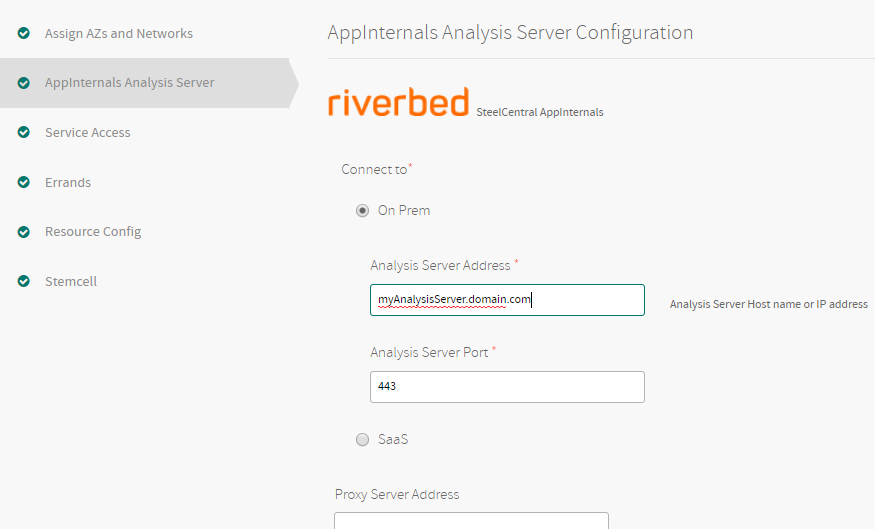 Assign AZs and Networks
AppInternals Analysis Server
Service Access
Errands
Resource Config
Stemcell
AppInternals Analysis Server Configuration
riverbed SteelCentral AppInternals
Connect to*
On Prem
Analysis Server Address *
myAnalysisServer.domain.com
Analysis Server Host name or IP address
Analysis Server Port *
443
SaaS
Proxy Server Address